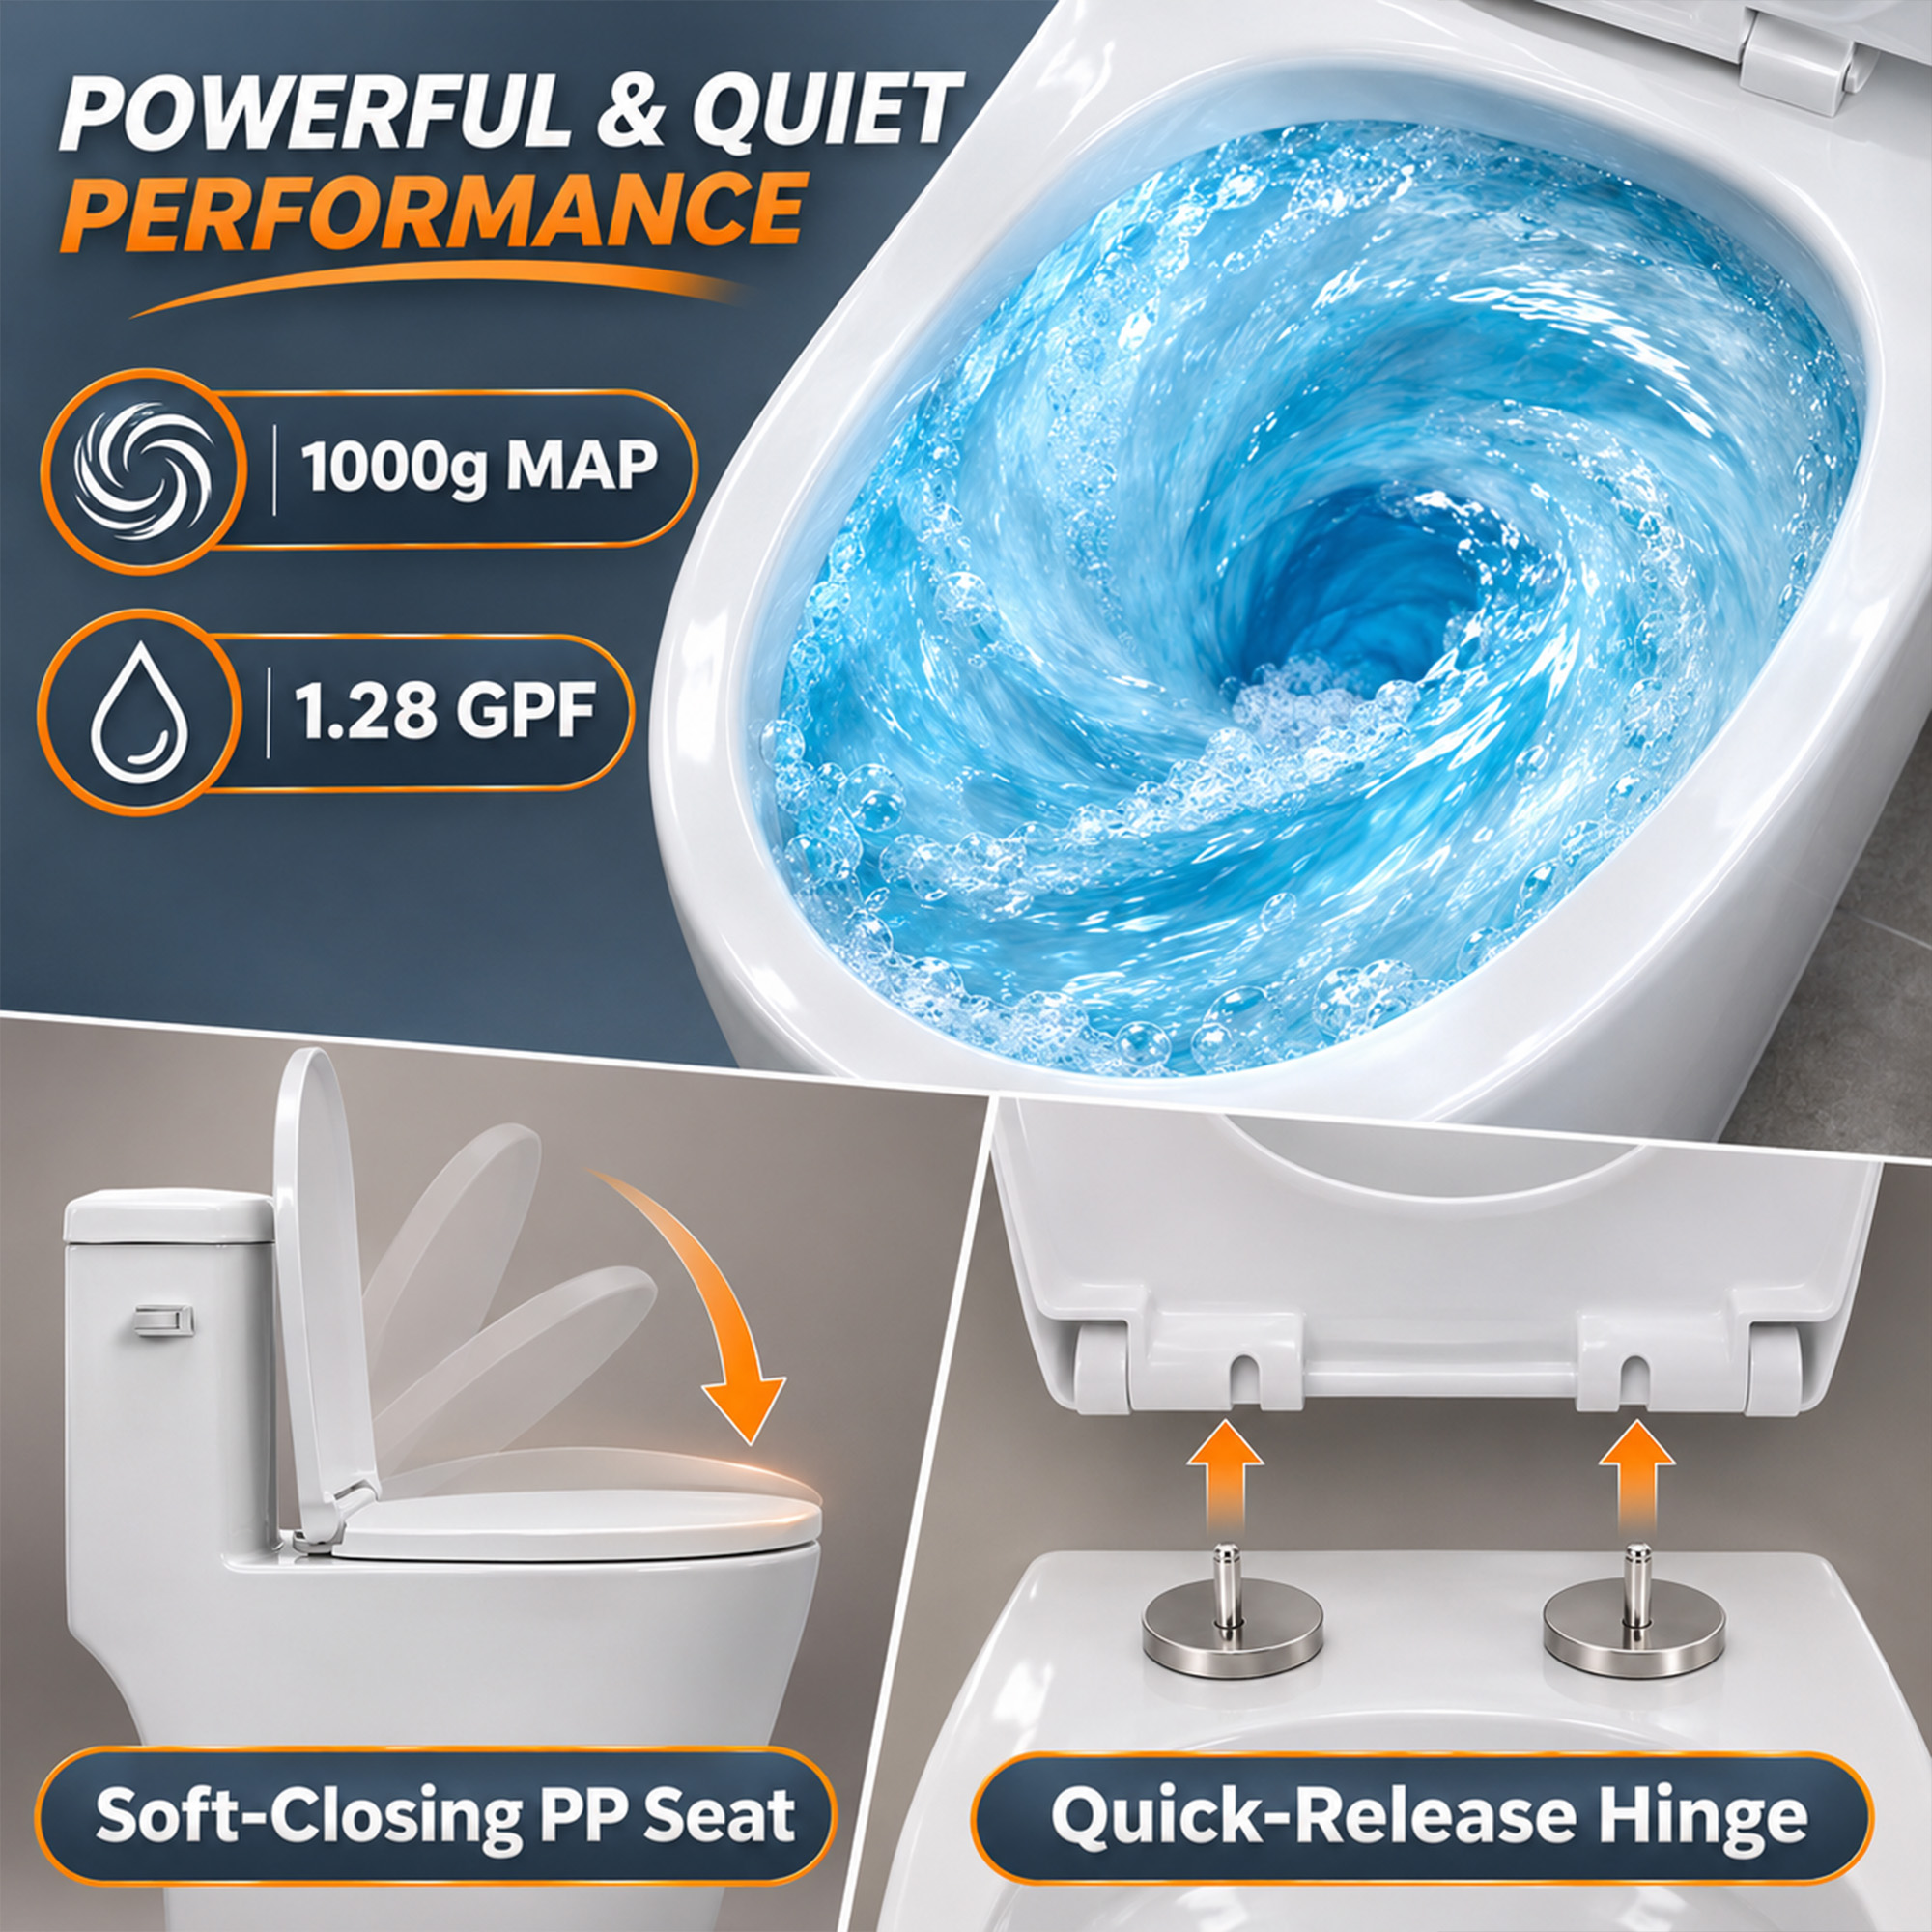 POWERFUL & QUIET
PERFORMANCE
1000g MAP
1.28 GPF
Soft-Closing PP Seat
Quick-Release Hinge